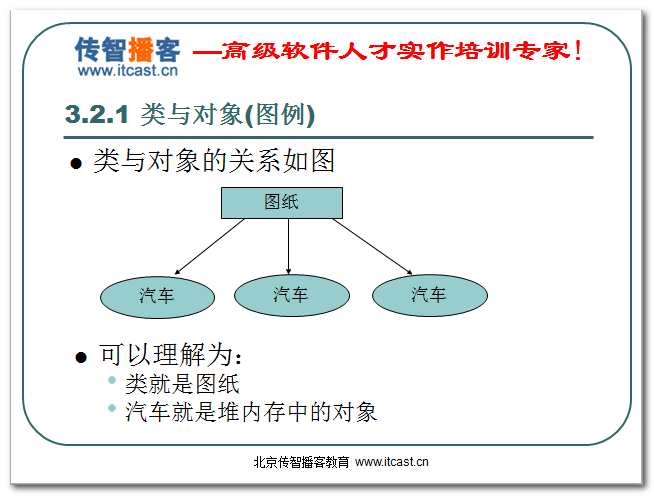 传智播客 —高级软件人才实作培训专家!
www.itcast.cn
3.2.1 类与对象(图例)
类与对象的关系如图
图纸
汽车 汽车 汽车
可以理解为:
类就是图纸
汽车就是堆内存中的对象
北京传智播客教育 www.itcast.cn